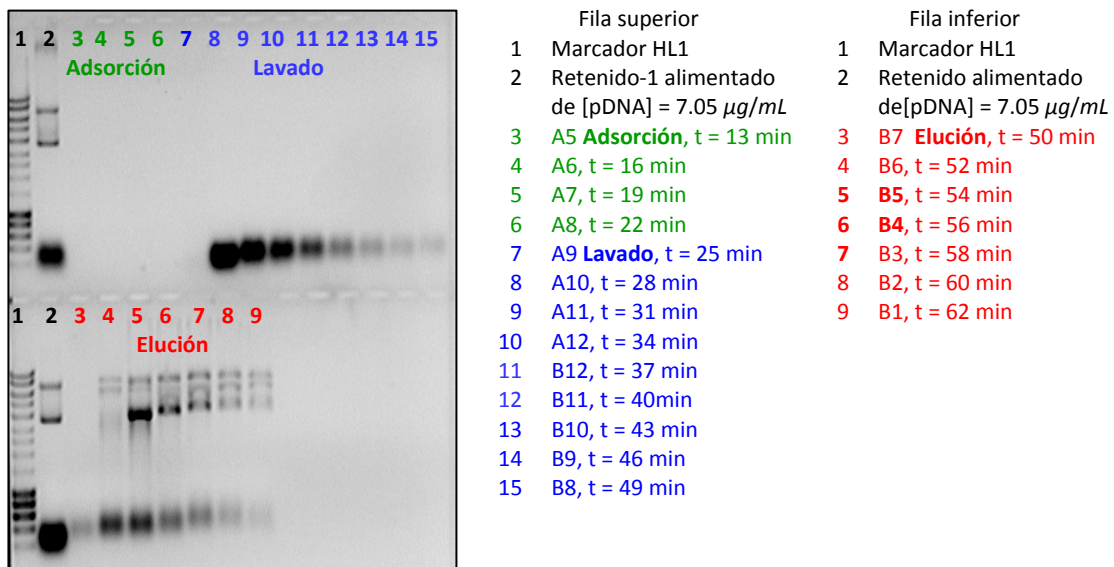 1 2 3 4 5 6 7 8 9 10 11 12 13 14 15
Adsorción Lavado
1 2 3 4 5 6 7 8 9
Elución
Fila superior
1 Marcador HL1
2 Retenido-1 alimentado
de [pDNA] = 7.05 µg/mL
3 A5 Adsorción, t = 13 min
4 A6, t = 16 min
5 A7, t = 19 min
6 A8, t = 22 min
7 A9 Lavado, t = 25 min
8 A10, t = 28 min
9 A11, t = 31 min
10 A12, t = 34 min
11 B12, t = 37 min
12 B11, t = 40min
13 B10, t = 43 min
14 B9, t = 46 min
15 B8, t = 49 min
Fila inferior
1 Marcador HL1
2 Retenido alimentado
de[pDNA] = 7.05 µg/mL
3 B7 Elución, t = 50 min
4 B6, t = 52 min
5 B5, t = 54 min
6 B4, t = 56 min
7 B3, t = 58 min
8 B2, t = 60 min
9 B1, t = 62 min